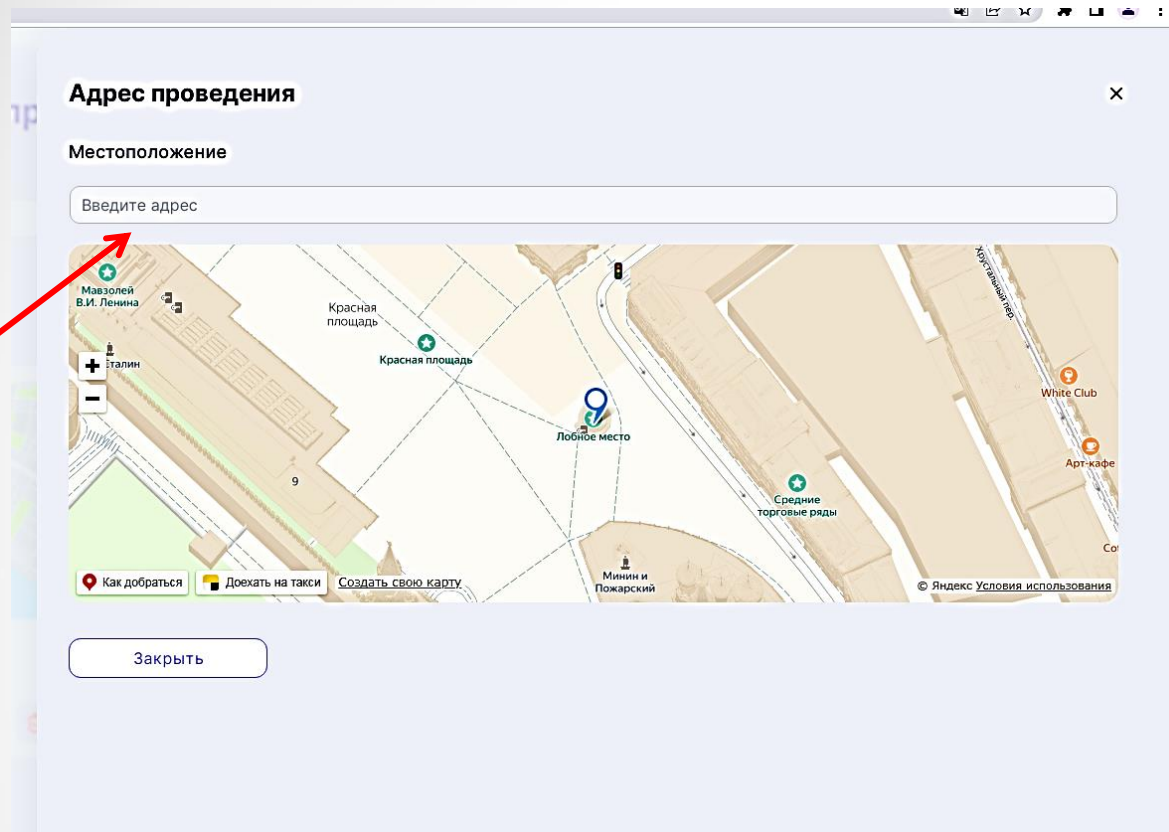 Адрес проведения
Местоположение
Введите адрес
Мавзолей
В.И. Ленина
Красная
площадь
Хрустальный пер.
Красная площадь
талин
White Club
Лобное место
Арт-кафе
9
Средние
торговые ряды
Минин и
Пожарский
Как добраться
Доехать на такси
Создать свою карту
© Яндекс Условия использования
Закрыть